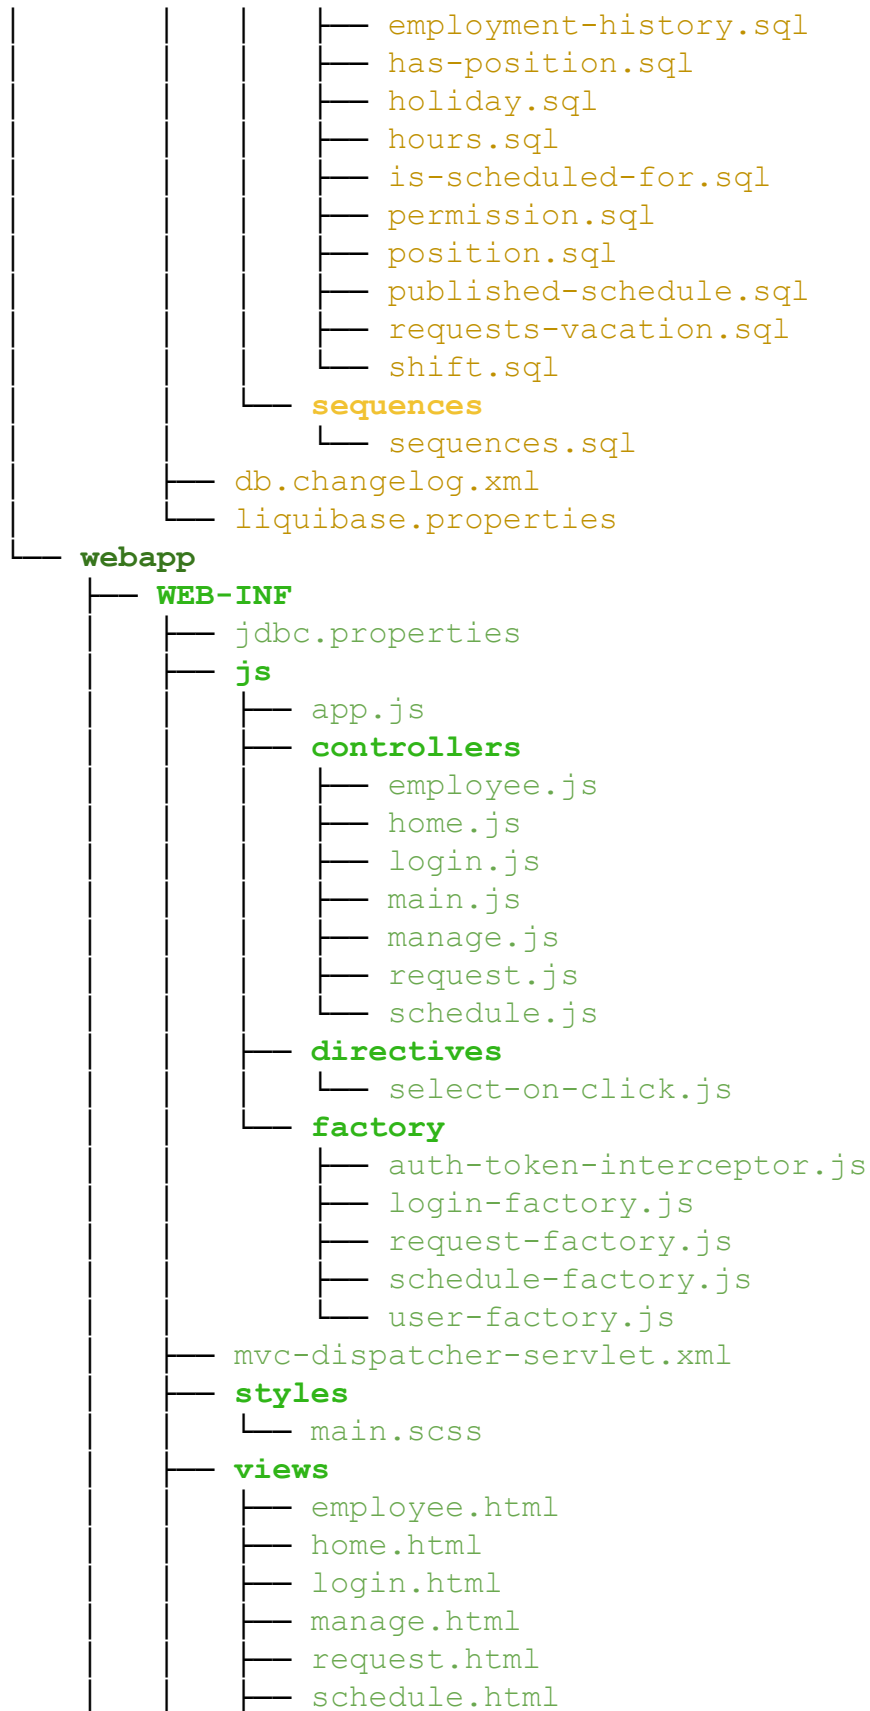 │       │   │   ├── employment-history.sql
│       │   │   ├── has-position.sql
│       │   │   ├── holiday.sql
│       │   │   ├── hours.sql
│       │   │   ├── is-scheduled-for.sql
│       │   │   ├── permission.sql
│       │   │   ├── position.sql
│       │   │   ├── published-schedule.sql
│       │   │   ├── requests-vacation.sql
│       │   │   └── shift.sql
│       │   └── sequences
│       │       └── sequences.sql
│       ├── db.changelog.xml
│       └── liquibase.properties
└── webapp
    ├── WEB-INF
    │   ├── jdbc.properties
    │   ├── js
    │   │   ├── app.js
    │   │   ├── controllers
    │   │   │   ├── employee.js
    │   │   │   ├── home.js
    │   │   │   ├── login.js
    │   │   │   ├── main.js
    │   │   │   ├── manage.js
    │   │   │   ├── request.js
    │   │   │   └── schedule.js
    │   │   ├── directives
    │   │   │   └── select-on-click.js
    │   │   └── factory
    │   │       ├── auth-token-interceptor.js
    │   │       ├── login-factory.js
    │   │       ├── request-factory.js
    │   │       ├── schedule-factory.js
    │   │       └── user-factory.js
    │   ├── mvc-dispatcher-servlet.xml
    │   ├── styles
    │   │   └── main.scss
    │   ├── views
    │   │   ├── employee.html
    │   │   ├── home.html
    │   │   ├── login.html
    │   │   ├── manage.html
    │   │   ├── request.html
    │   │   ├── schedule.html